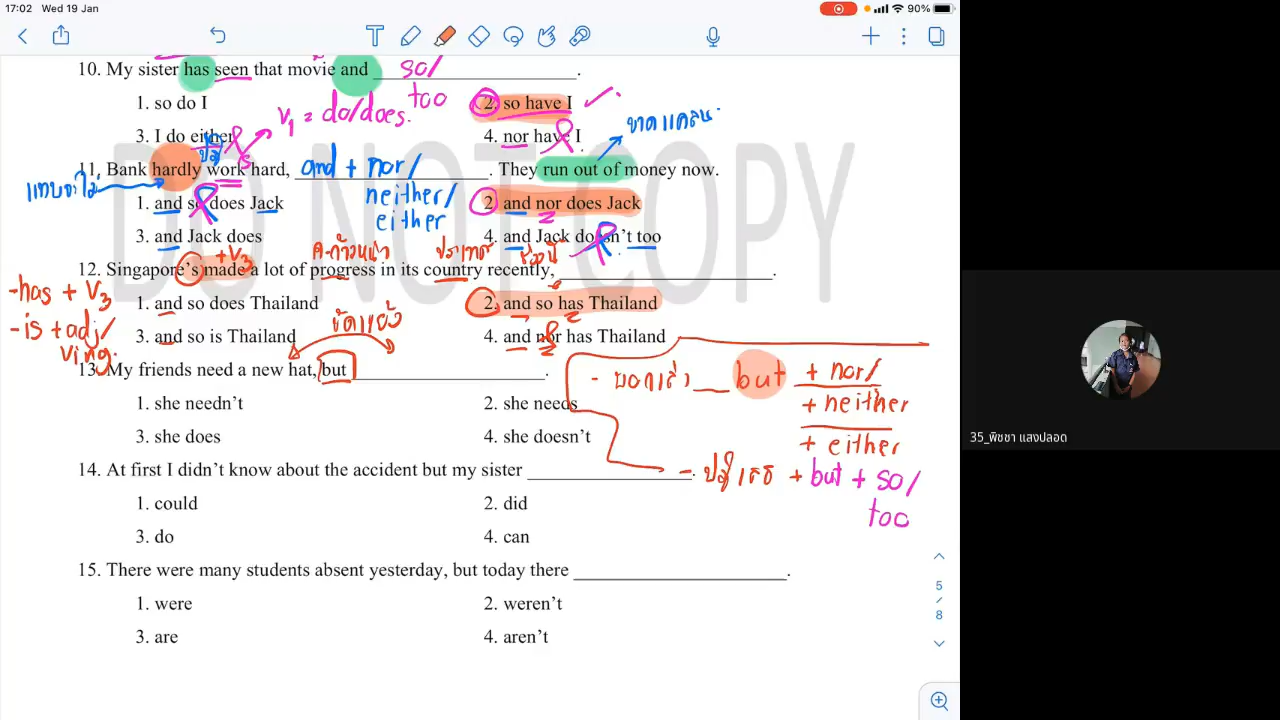 17:02 Wed 19 Jan
90%
10. My sister has seen that movie and ____________________.
so/
too
1. so do I
2. so have I
V1 = do/does.
3. I do either
4. nor have I
ขาดแคลน
11. Bank hardly work hard, ____________________. They run out of money now.
and + nor/
neither/
either
แทบจะไม่
1. and so does Jack
2. and nor does Jack
3. and Jack does
4. and Jack doesn't too
+V3
ค.ก้าวหน้า
ประเทศ
12. Singapore's made a lot of progress in its country recently, ____________________.
-has + V3
-is + adj/
Ving.
1. and so does Thailand
2. and so has Thailand
3. and so is Thailand
4. and nor has Thailand
ขัดแย้ง
13. My friends need a new hat, but ____________________.
- บอกเล่า __ but + nor/
+ neither
+ either
1. she needn't
2. she needs
3. she does
4. she doesn't
14. At first I didn't know about the accident but my sister ____________________.
- ปฏิเสธ + but + so/
too
1. could
2. did
3. do
4. can
15. There were many students absent yesterday, but today there ____________________.
1. were
2. weren't
3. are
4. aren't
DO NOT COPY
5
/
8
35_พิชชา แสงปลอด